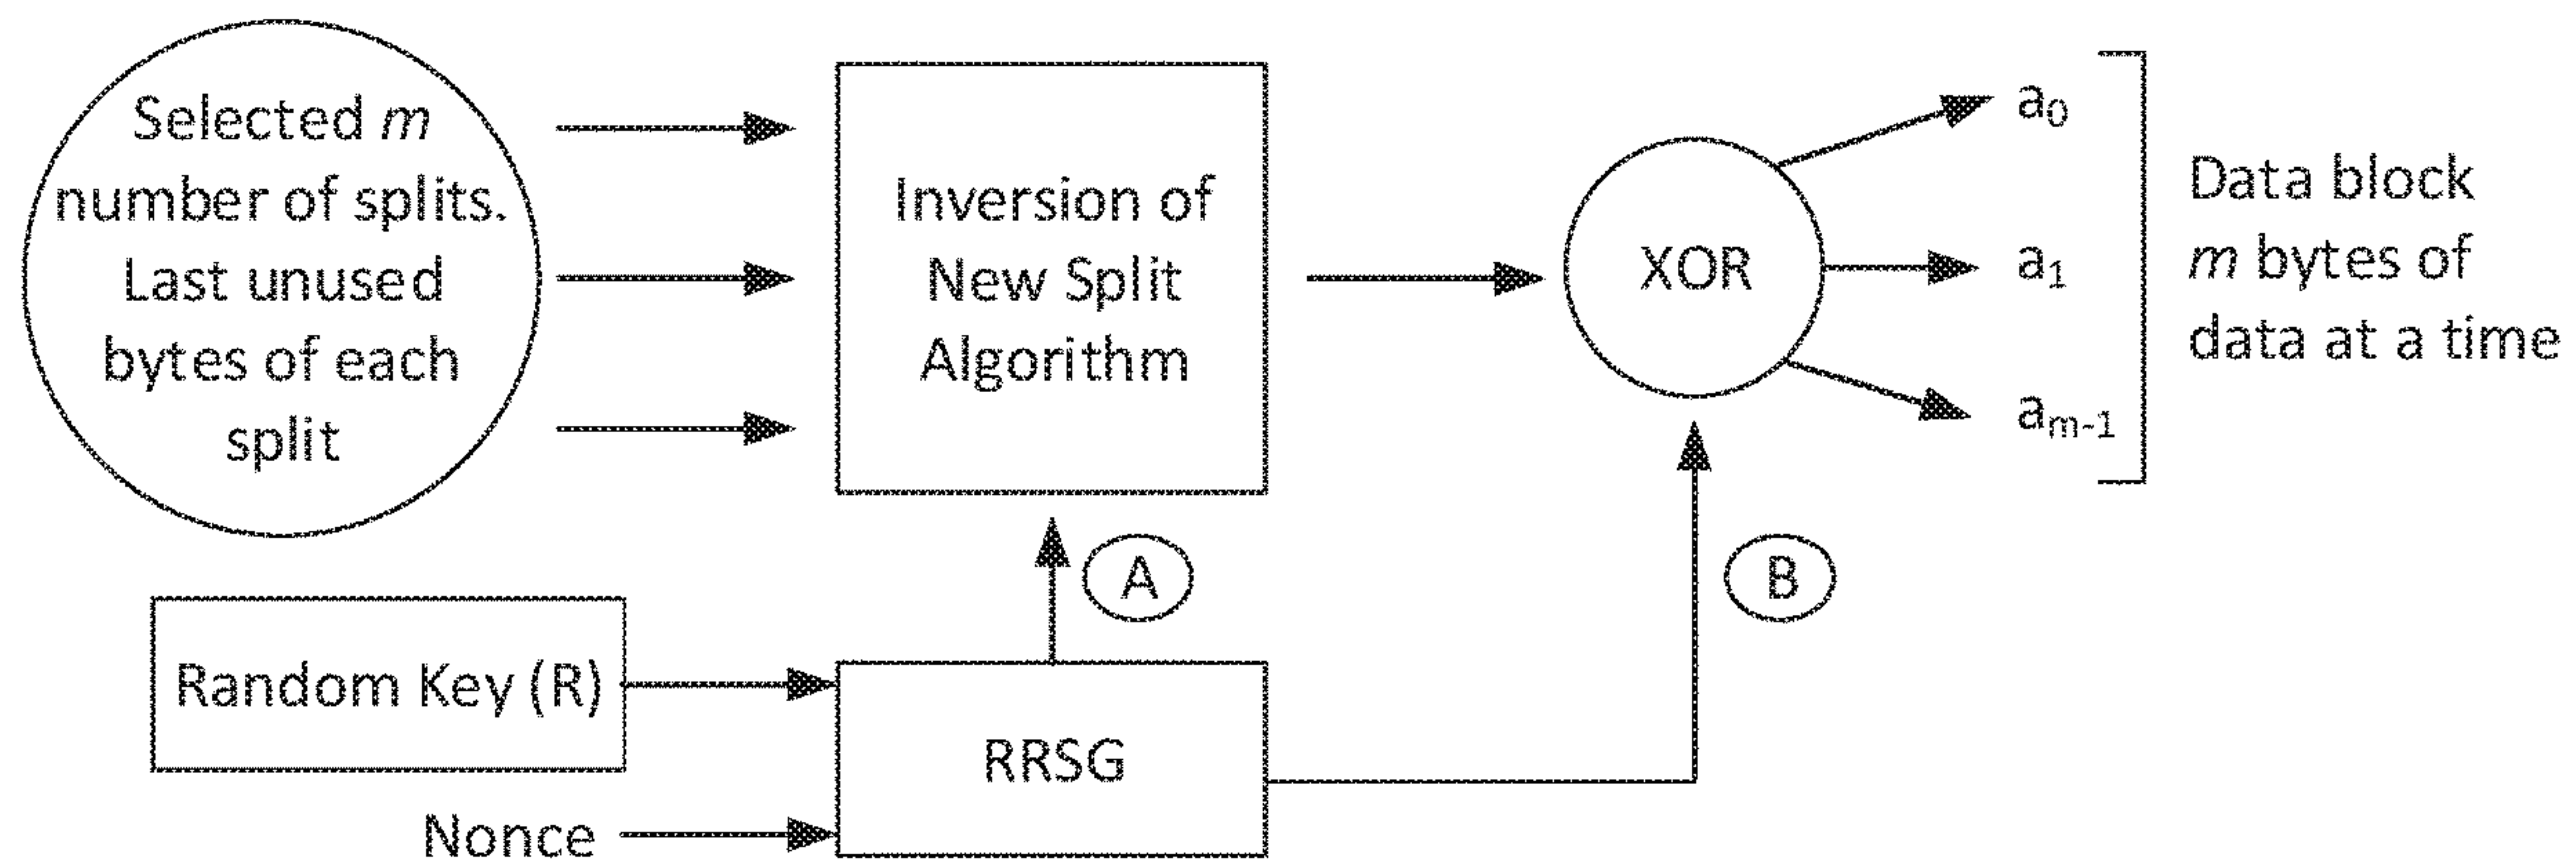 Selected m
number of splits.
Last unused
bytes of each
split
Inversion of
New Split
Algorithm
XOR
a₀
a₁
aₘ₋₁
Data block
m bytes of
data at a time
A
B
Random Key (R)
RRSG
Nonce